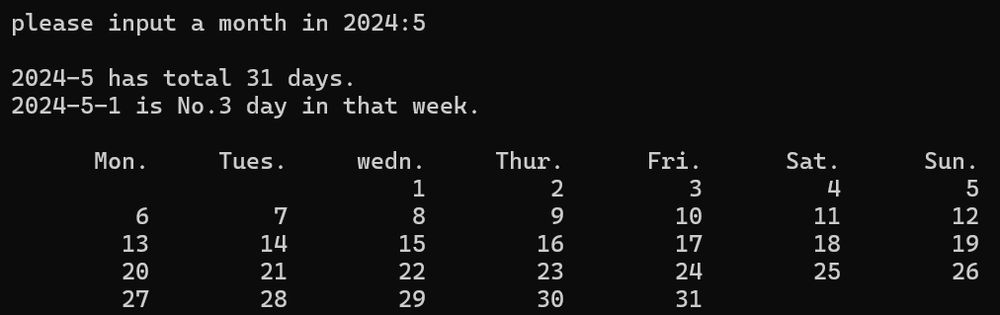 please input a month in 2024:5
2024-5 has total 31 days.
2024-5-1 is No.3 day in that week.
Mon. Tues. wedn. Thur. Fri. Sat. Sun.
1 2 3 4 5
6 7 8 9 10 11 12
13 14 15 16 17 18 19
20 21 22 23 24 25 26
27 28 29 30 31